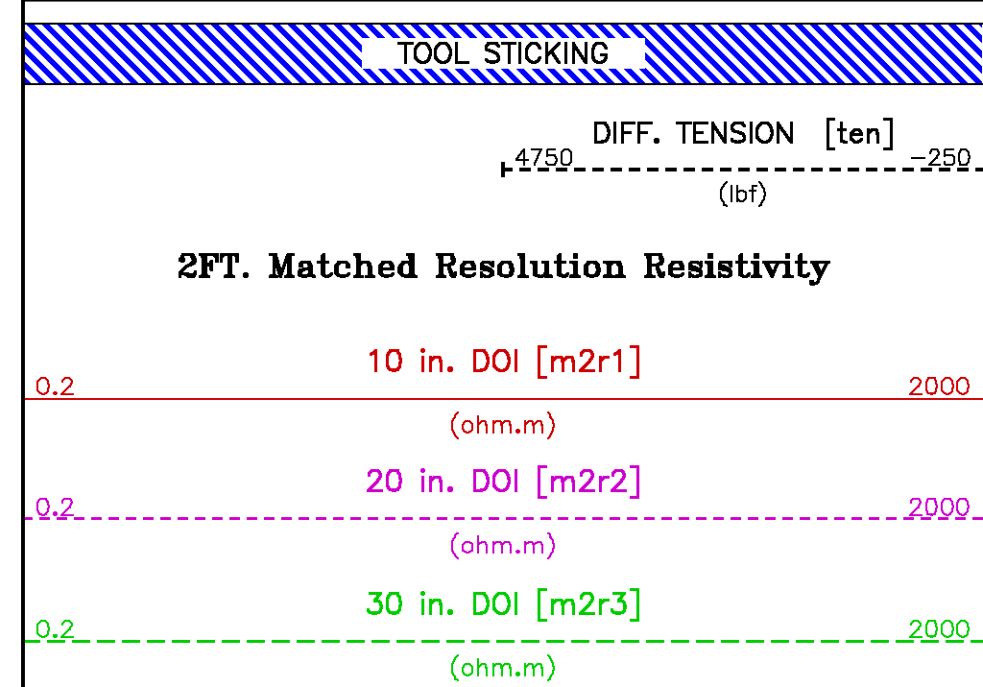 TOOL STICKING
DIFF. TENSION [ten]
4750 -250
(lbf)
2FT. Matched Resolution Resistivity
10 in. DOI [m2r1]
0.2 2000
(ohm.m)
20 in. DOI [m2r2]
0.2 2000
(ohm.m)
30 in. DOI [m2r3]
0.2 2000
(ohm.m)